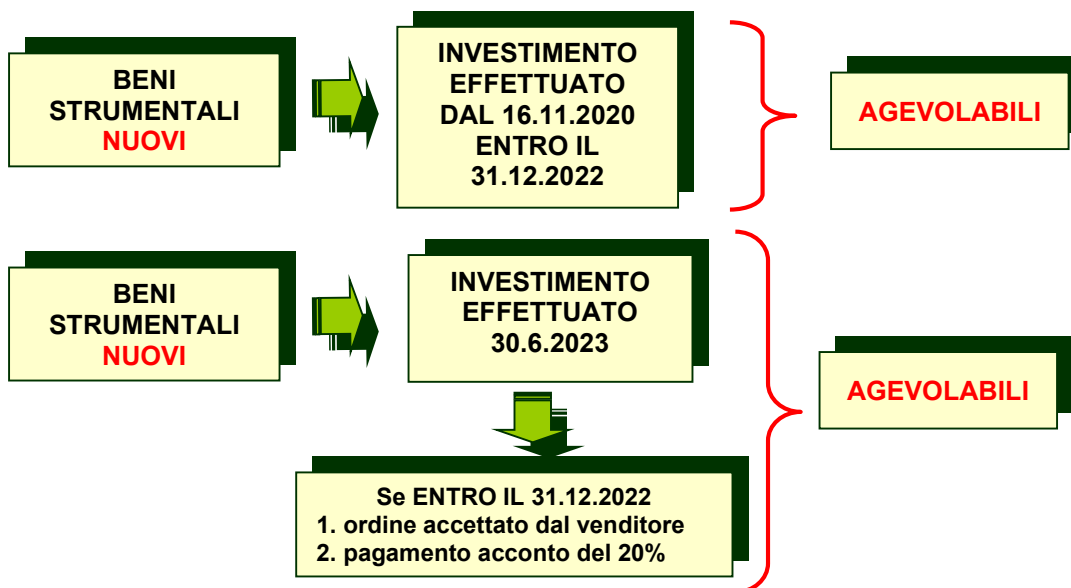 BENI
STRUMENTALI
NUOVI
INVESTIMENTO
EFFETTUATO
DAL 16.11.2020
ENTRO IL
31.12.2022
AGEVOLABILI
BENI
STRUMENTALI
NUOVI
INVESTIMENTO
EFFETTUATO
30.6.2023
AGEVOLABILI
Se ENTRO IL 31.12.2022
1. ordine accettato dal venditore
2. pagamento acconto del 20%